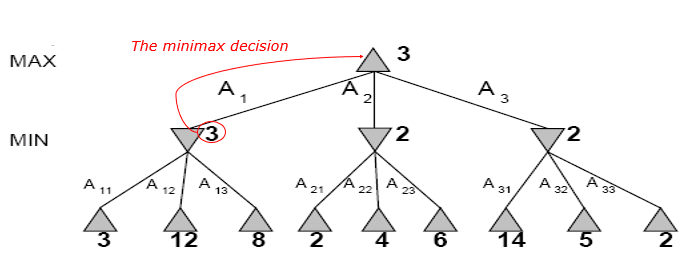 The minimax decision
MAX 3
A 1 A 2 A 3
MIN 3 2 2
A 11 A 12 A 13 A 21 A 22 A 23 A 31 A 32 A 33
3 12 8 2 4 6 14 5 2